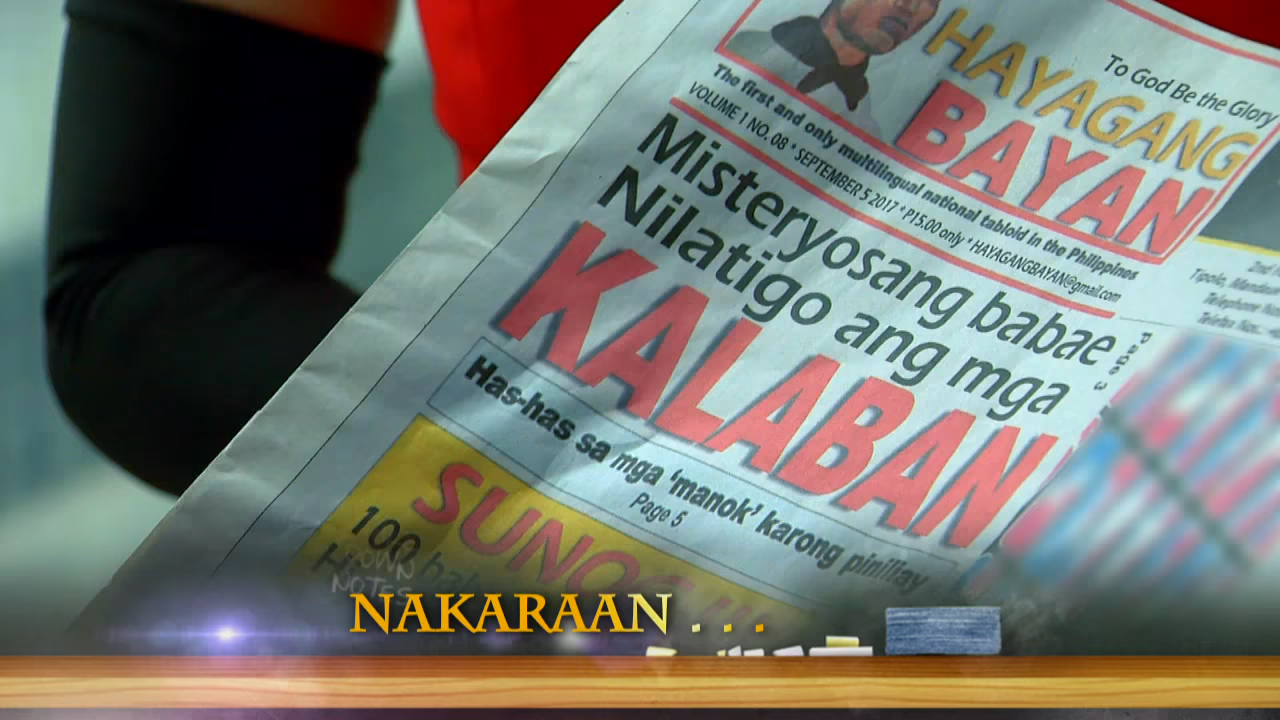 To God Be the Glory
HAYAGANG
BAYAN
The first and only multilingual national tabloid in the Philippines
VOLUME 1 NO. 08 * SEPTEMBER 5 2017 * P15.00 only * HAYAGANGBAYAN@gmail.com
Misteryosang babae
Nilatigo ang mga
Page 3
KALABAN
Has-has sa mga 'manok' karong piniliay
Page 5
SUNOG!!!
100
NOTES
NAKARAAN . . .